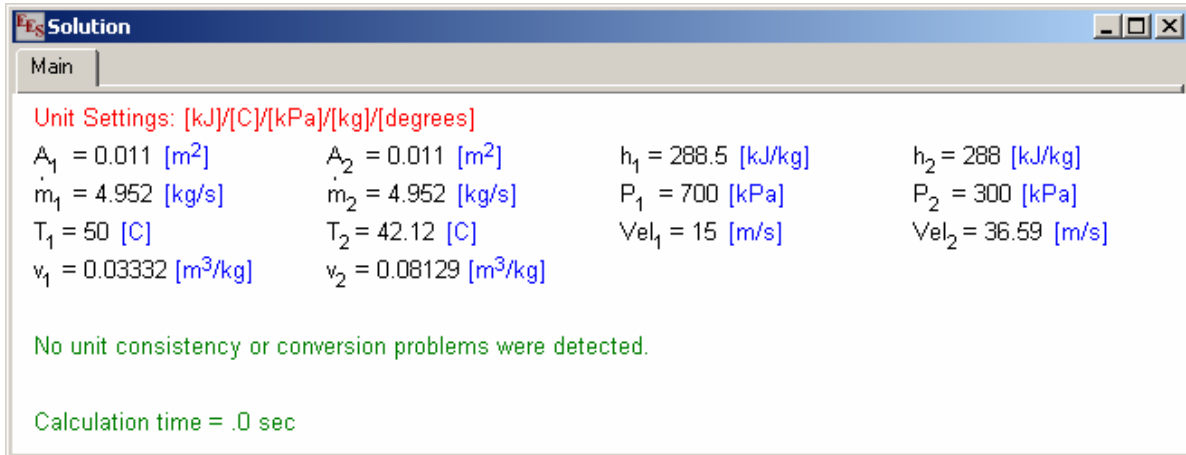 EES Solution
Main
Unit Settings: [kJ]/[C]/[kPa]/[kg]/[degrees]
A₁ = 0.011 [m²] A₂ = 0.011 [m²] h₁ = 288.5 [kJ/kg] h₂ = 288 [kJ/kg]
ṁ₁ = 4.952 [kg/s] ṁ₂ = 4.952 [kg/s] P₁ = 700 [kPa] P₂ = 300 [kPa]
T₁ = 50 [C] T₂ = 42.12 [C] Vel₁ = 15 [m/s] Vel₂ = 36.59 [m/s]
v₁ = 0.03332 [m³/kg] v₂ = 0.08129 [m³/kg]
No unit consistency or conversion problems were detected.
Calculation time = .0 sec